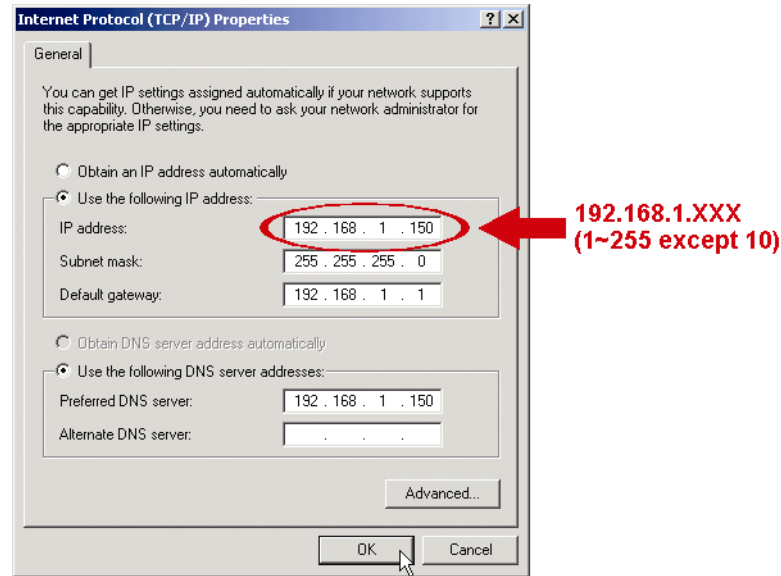 Internet Protocol (TCP/IP) Properties
General
You can get IP settings assigned automatically if your network supports
this capability. Otherwise, you need to ask your network administrator for
the appropriate IP settings.
Obtain an IP address automatically
Use the following IP address:
IP address: 192 . 168 . 1 . 150
192.168.1.XXX
(1~255 except 10)
Subnet mask: 255 . 255 . 255 . 0
Default gateway: 192 . 168 . 1 . 1
Obtain DNS server address automatically
Use the following DNS server addresses:
Preferred DNS server: 192 . 168 . 1 . 150
Alternate DNS server: . . .
Advanced...
OK Cancel